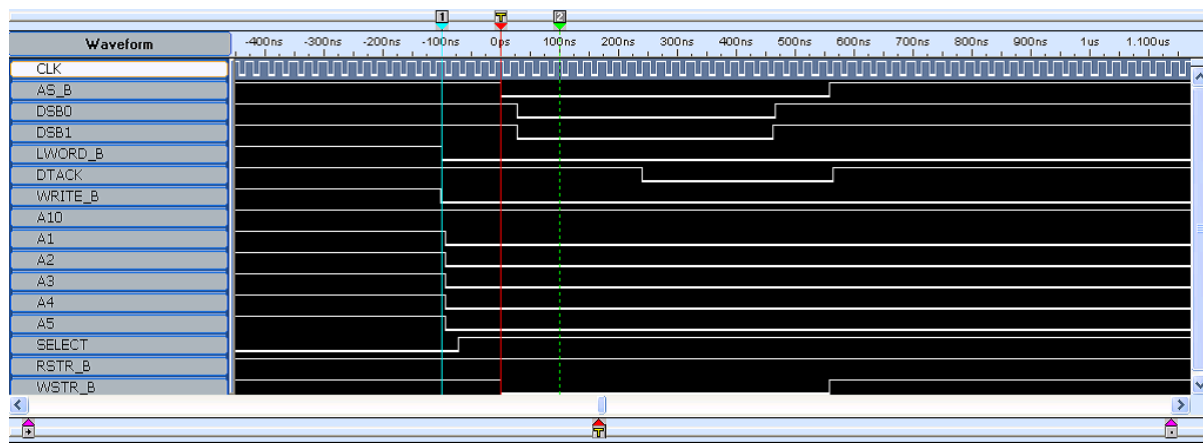 1 T 2
Waveform -400ns -300ns -200ns -100ns 0ps 100ns 200ns 300ns 400ns 500ns 600ns 700ns 800ns 900ns 1us 1.100us
CLK
AS_B
DSB0
DSB1
LWORD_B
DTACK
WRITE_B
A10
A1
A2
A3
A4
A5
SELECT
RSTR_B
WSTR_B
T